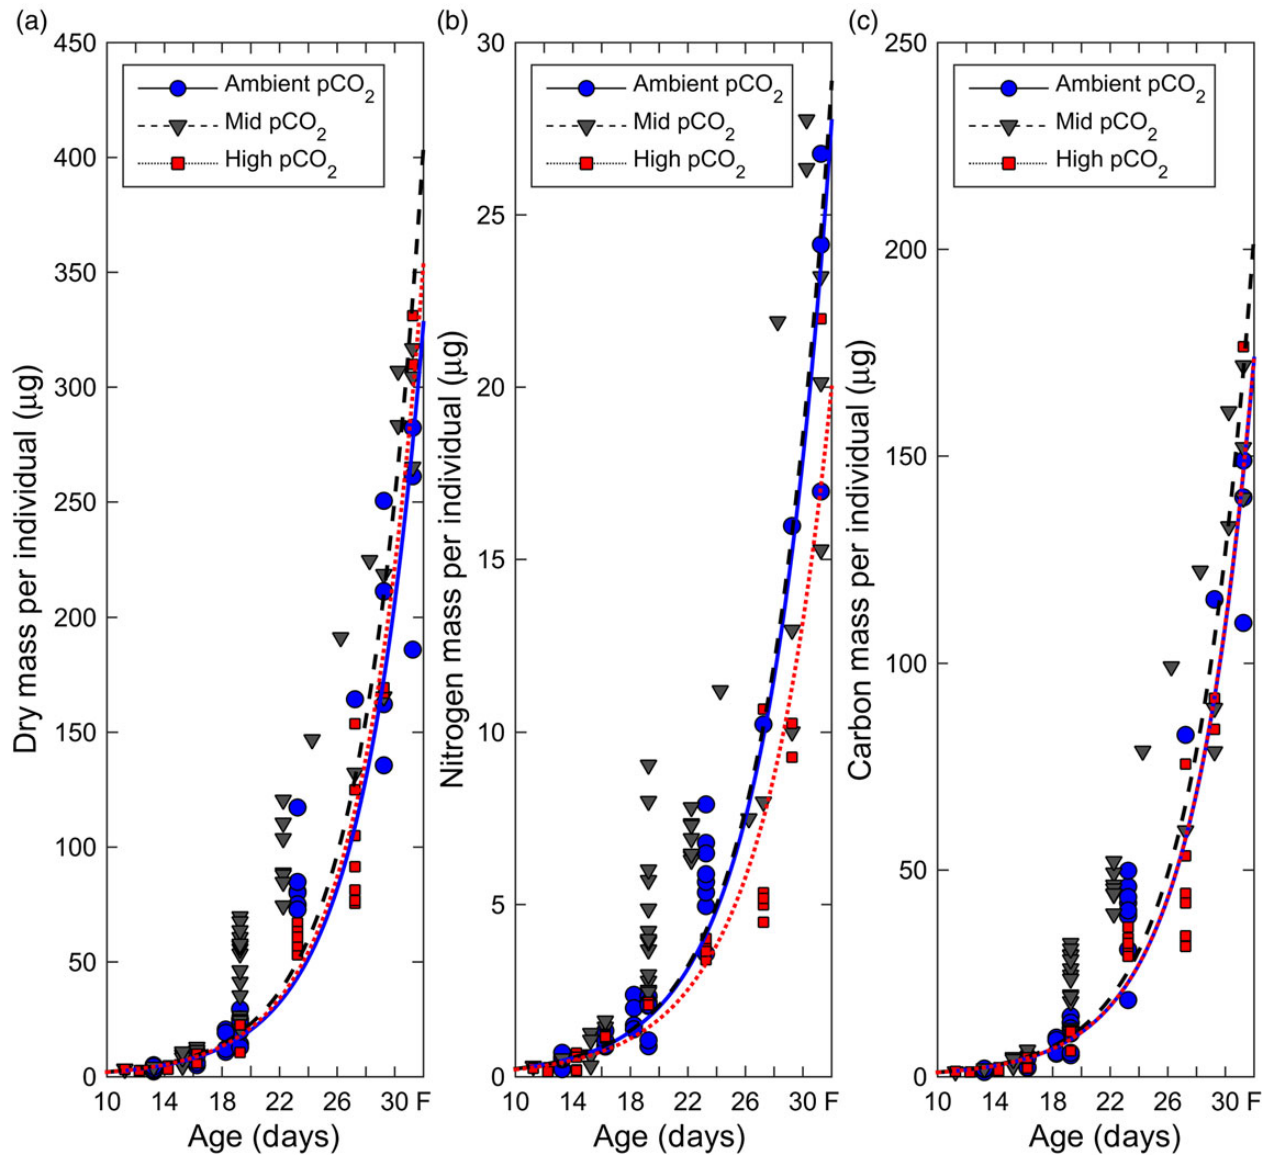 (a)
Dry mass per individual (µg)
450
400
350
300
250
200
150
100
50
0
Ambient pCO2
Mid pCO2
High pCO2
10 14 18 22 26 30 F
Age (days)
(b)
Nitrogen mass per individual (µg)
30
25
20
15
10
5
0
Ambient pCO2
Mid pCO2
High pCO2
10 14 18 22 26 30 F
Age (days)
(c)
Carbon mass per individual (µg)
250
200
150
100
50
0
Ambient pCO2
Mid pCO2
High pCO2
10 14 18 22 26 30 F
Age (days)